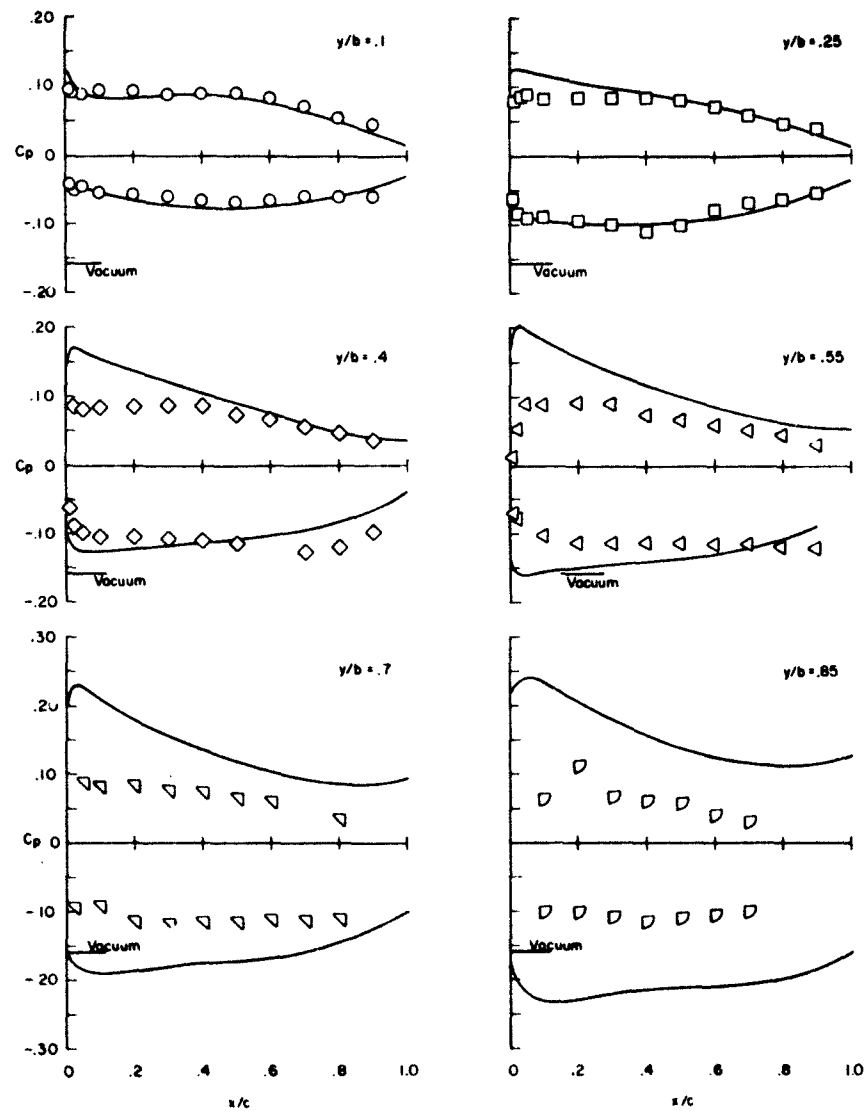 .20
y/b = .1
y/b = .25
.10
Cp 0
-.10
Vacuum
Vacuum
-.20
.20
y/b = .4
y/b = .55
.10
Cp 0
-.10
Vacuum
Vacuum
-.20
.30
y/b = .7
y/b = .85
.20
.10
Cp 0
-.10
Vacuum
Vacuum
-.20
-.30
0 .2 .4 .6 .8 1.0
0 .2 .4 .6 .8 1.0
x/c
x/c